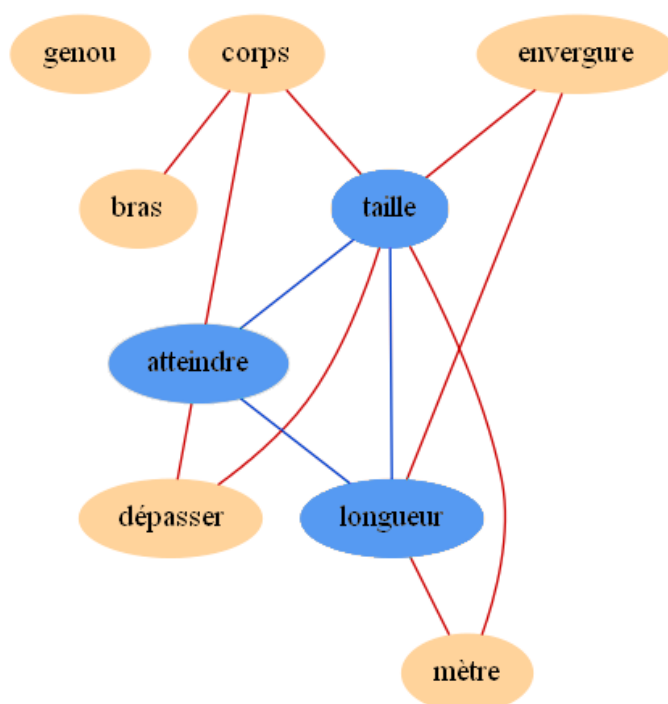 genou
corps
envergure
bras
taille
atteindre
dépasser
longueur
mètre